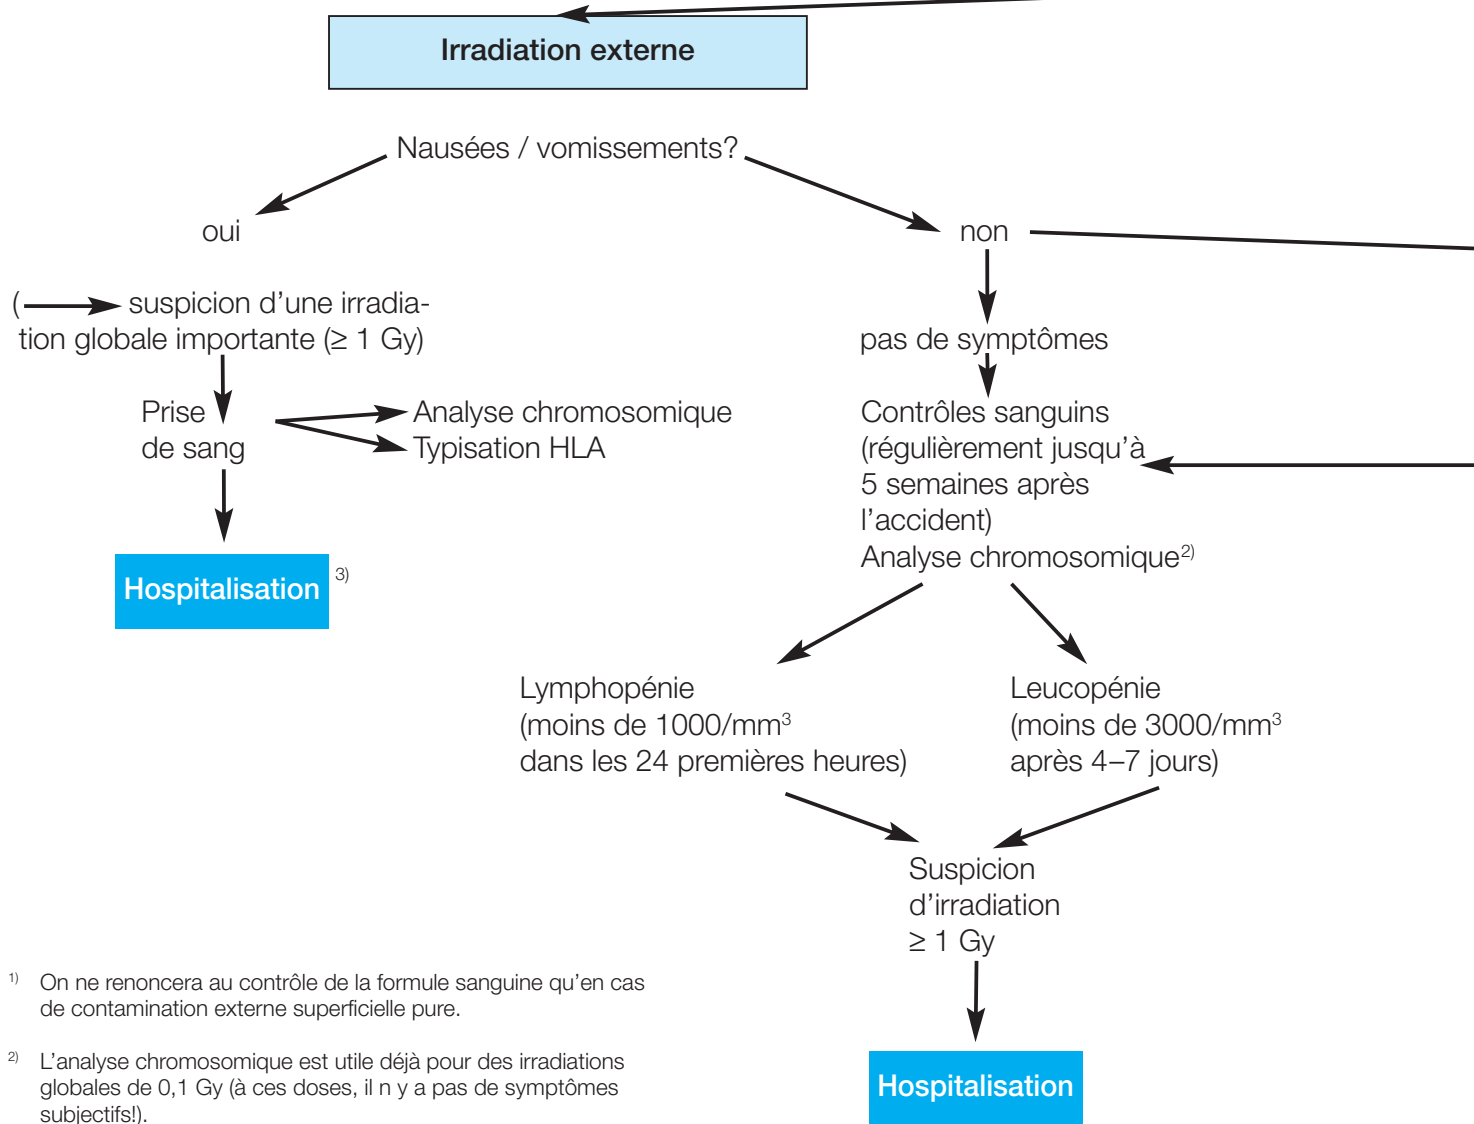 Irradiation externe
Nausées / vomissements?
oui
non
( suspicion d'une irradia-
tion globale importante (≥ 1 Gy)
pas de symptômes
Prise
de sang
Analyse chromosomique
Typisation HLA
Contrôles sanguins
(régulièrement jusqu'à
5 semaines après
l'accident)
Analyse chromosomique2)
Hospitalisation 3)
Lymphopénie
(moins de 1000/mm3
dans les 24 premières heures)
Leucopénie
(moins de 3000/mm3
après 4–7 jours)
Suspicion
d'irradiation
≥ 1 Gy
Hospitalisation
1) On ne renoncera au contrôle de la formule sanguine qu'en cas
de contamination externe superficielle pure.
2) L'analyse chromosomique est utile déjà pour des irradiations
globales de 0,1 Gy (à ces doses, il n y a pas de symptômes
subjectifs!).